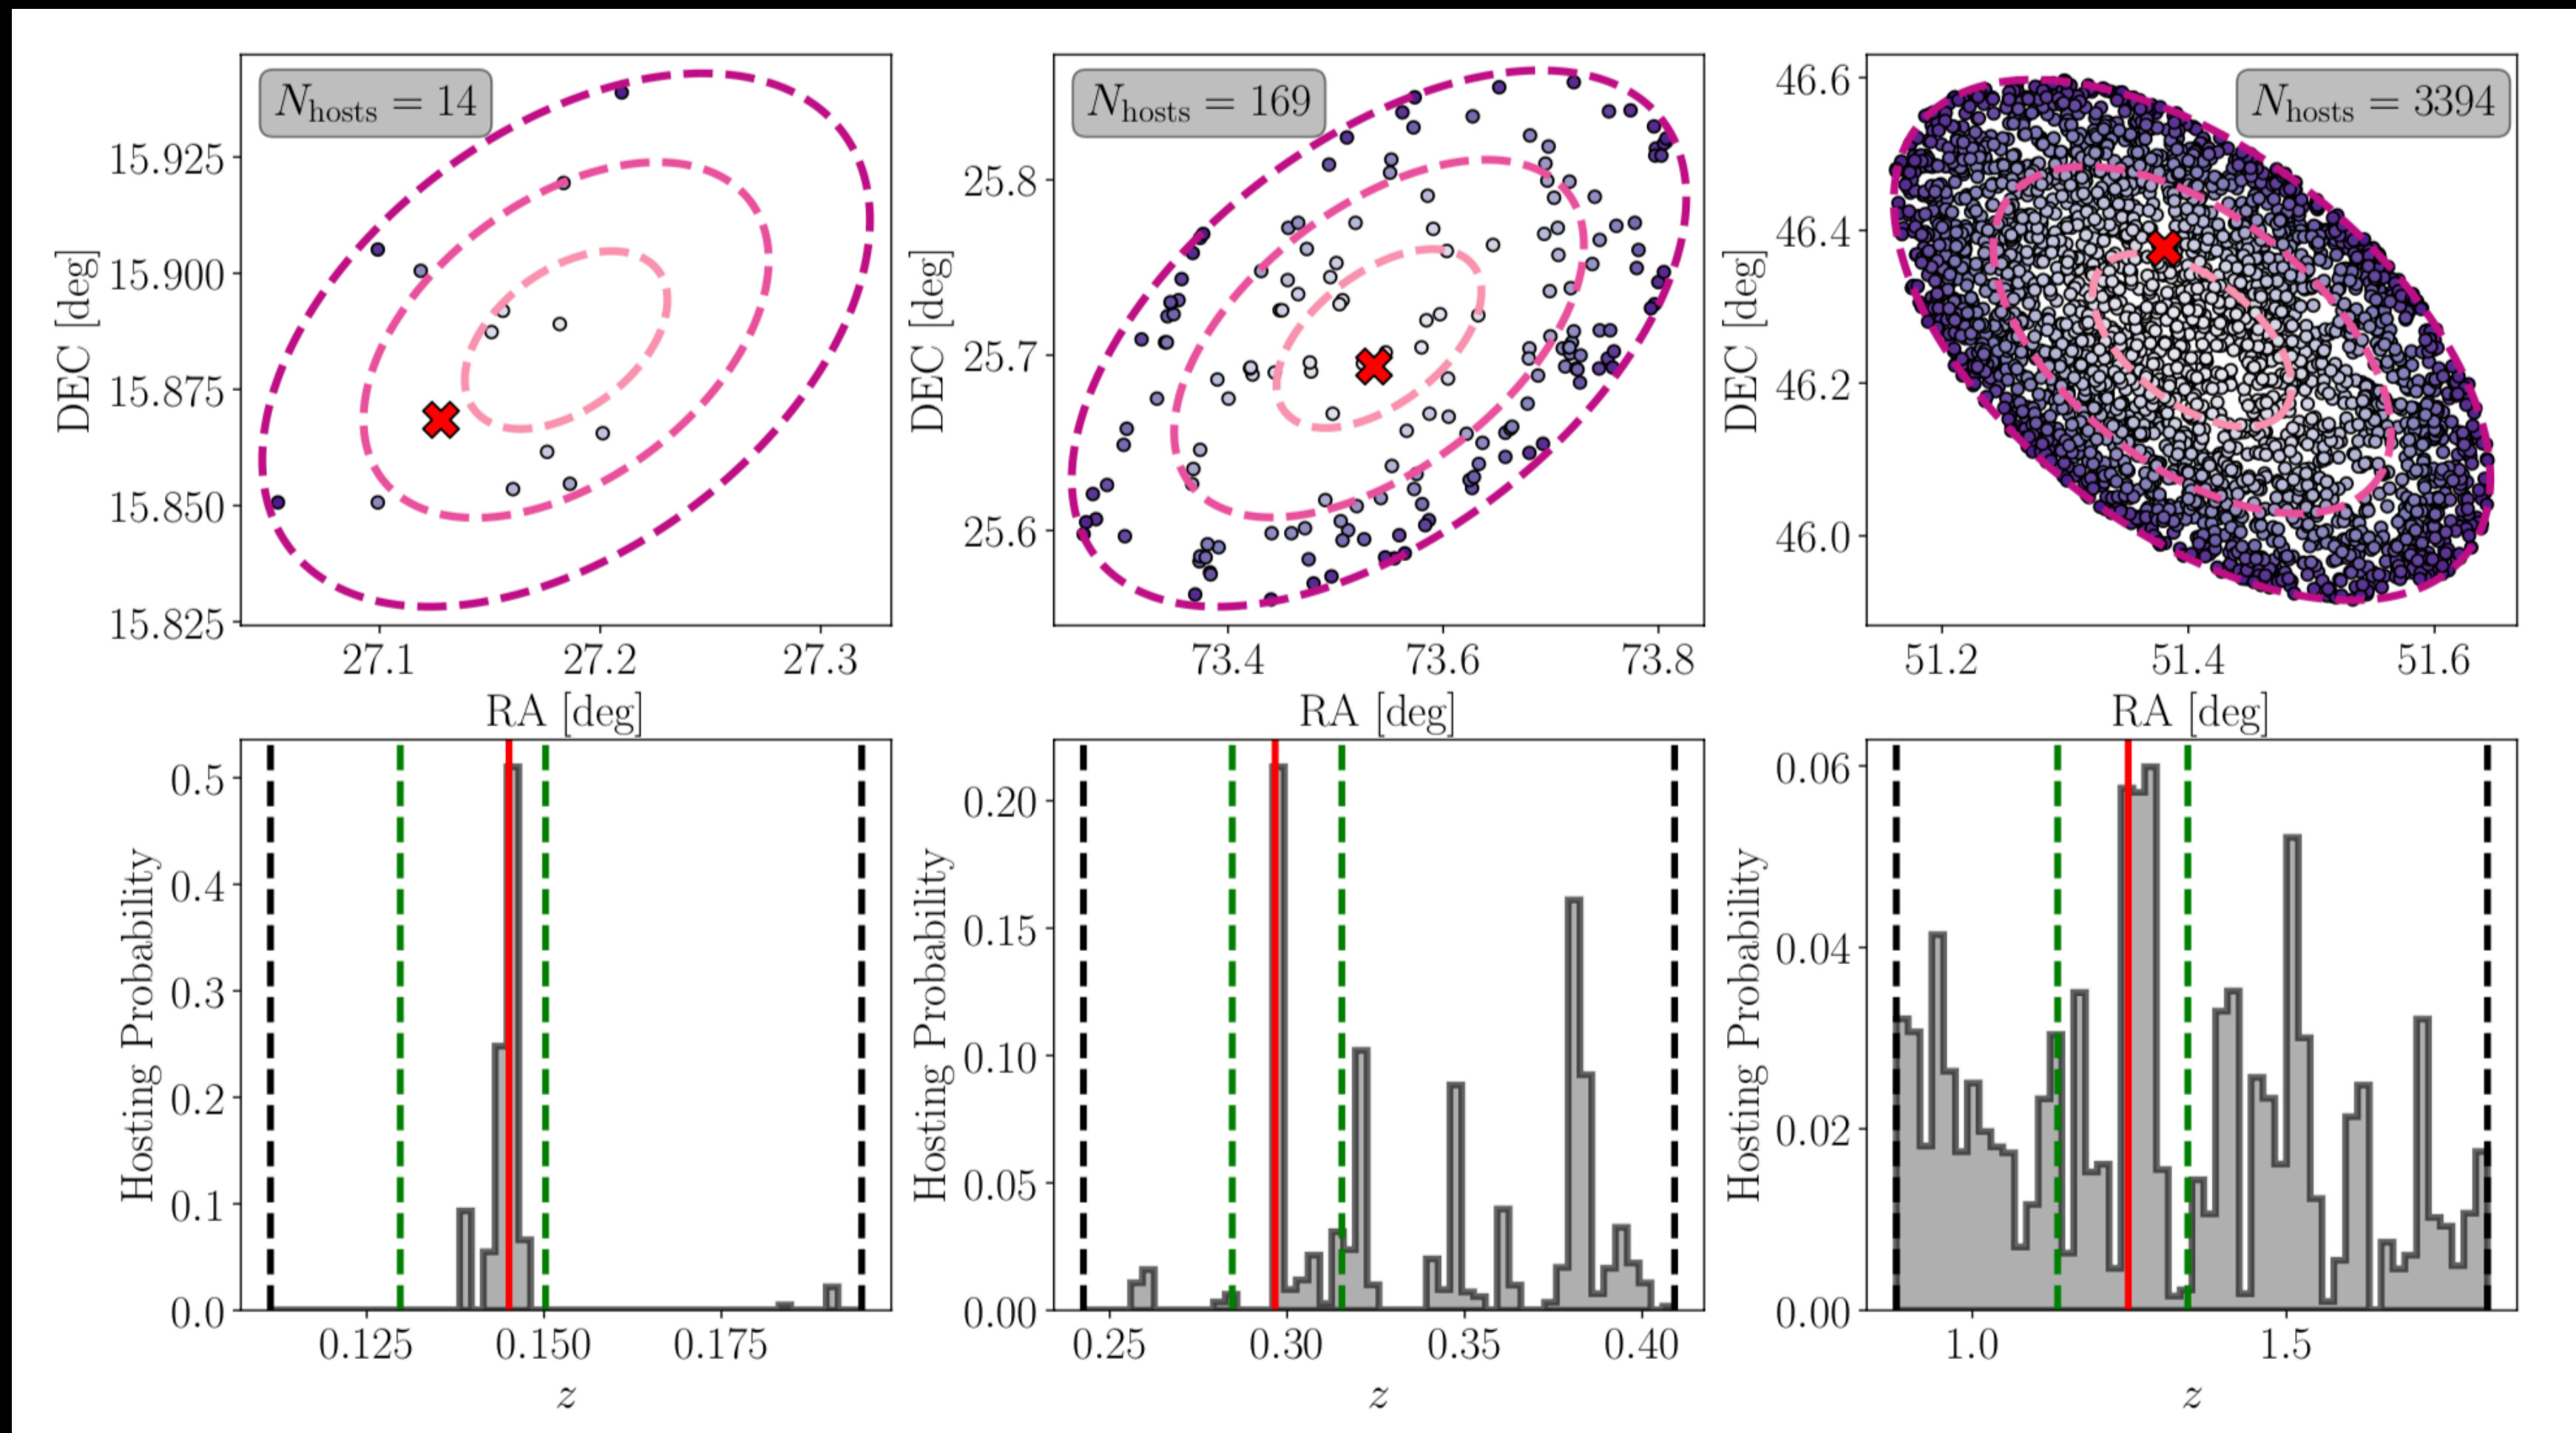 N_hosts = 14
15.925
15.900
15.875
15.850
15.825
DEC [deg]
27.1 27.2 27.3
RA [deg]
N_hosts = 169
25.8
25.7
25.6
DEC [deg]
73.4 73.6 73.8
RA [deg]
N_hosts = 3394
46.6
46.4
46.2
46.0
DEC [deg]
51.2 51.4 51.6
RA [deg]
0.5
0.4
0.3
0.2
0.1
0.0
Hosting Probability
0.125 0.150 0.175
z
0.20
0.15
0.10
0.05
0.00
Hosting Probability
0.25 0.30 0.35 0.40
z
0.06
0.04
0.02
0.00
Hosting Probability
1.0 1.5
z